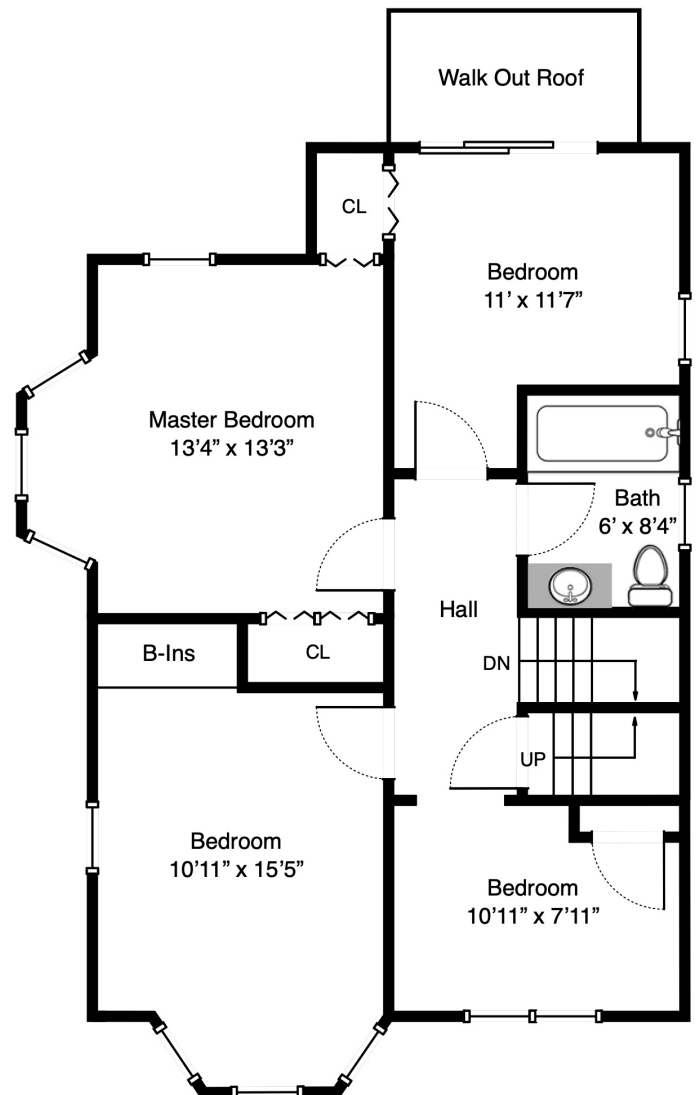 Walk Out Roof
CL
Bedroom
11’ x 11’7”
Master Bedroom
13’4” x 13’3”
Bath
6’ x 8’4”
Hall
B-Ins
CL
DN
UP
Bedroom
10’11” x 15’5”
Bedroom
10’11” x 7’11”